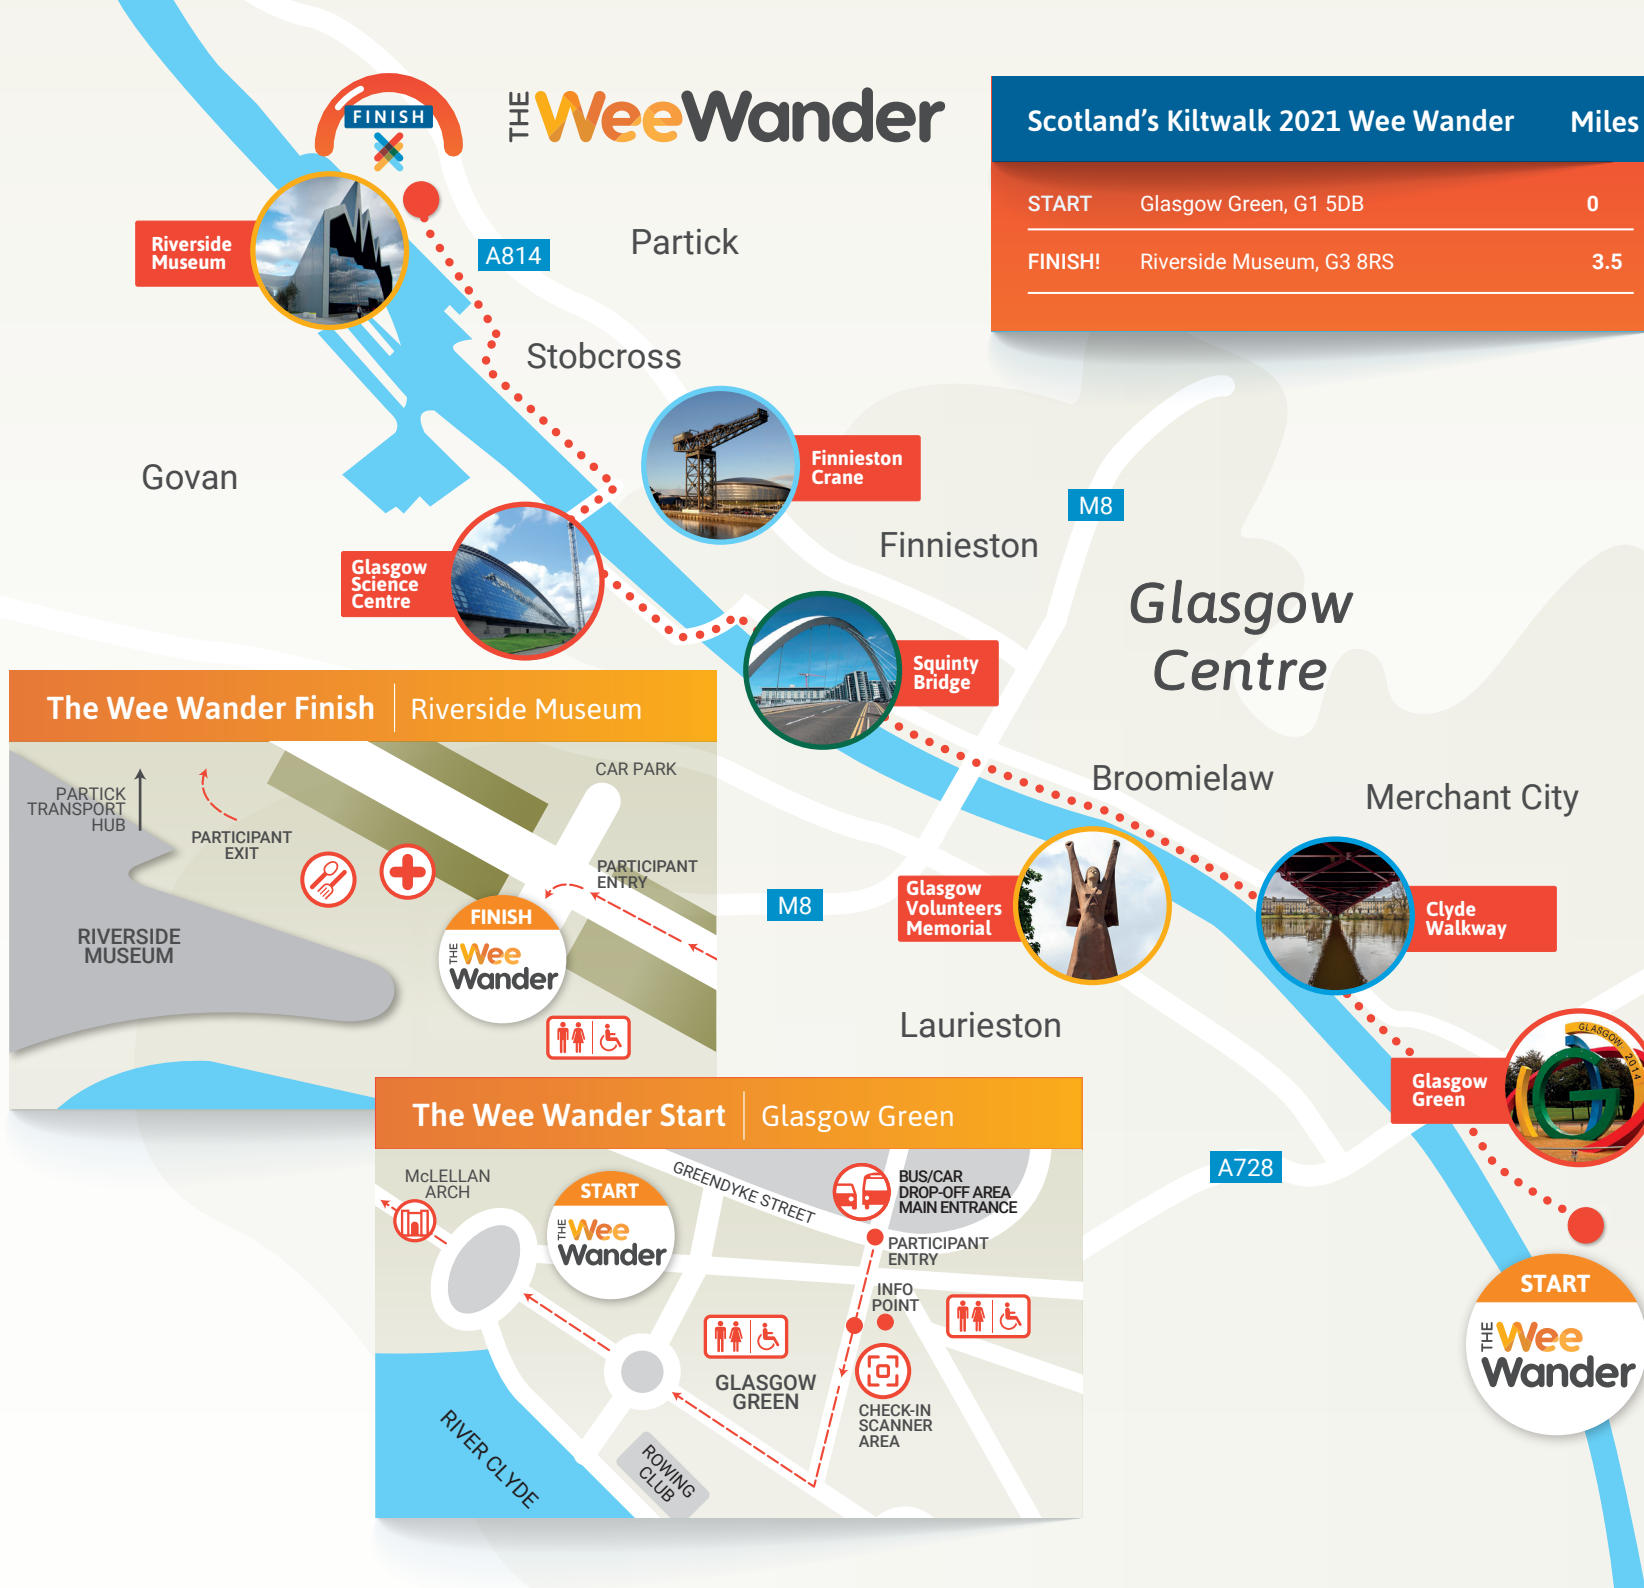 FINISH
THE WeeWander
Scotland's Kiltwalk 2021 Wee Wander Miles
START Glasgow Green, G1 5DB 0
FINISH! Riverside Museum, G3 8RS 3.5
Riverside
Museum
A814
Partick
Stobcross
Govan
Finnieston
Crane
M8
Finnieston
Glasgow
Science
Centre
Glasgow
Centre
Squinty
Bridge
Broomielaw
Merchant City
M8
Glasgow
Volunteers
Memorial
Clyde
Walkway
Laurieston
GLASGOW 2014
Glasgow
Green
A728
START
THE Wee
Wander
The Wee Wander Finish Riverside Museum
CAR PARK
PARTICK
TRANSPORT
HUB
PARTICIPANT
EXIT
PARTICIPANT
ENTRY
RIVERSIDE
MUSEUM
FINISH
THE Wee
Wander
The Wee Wander Start Glasgow Green
McLELLAN
ARCH
START
THE Wee
Wander
GREENDYKE STREET
BUS/CAR
DROP-OFF AREA
MAIN ENTRANCE
PARTICIPANT
ENTRY
INFO
POINT
GLASGOW
GREEN
CHECK-IN
SCANNER
AREA
RIVER CLYDE
ROWING
CLUB